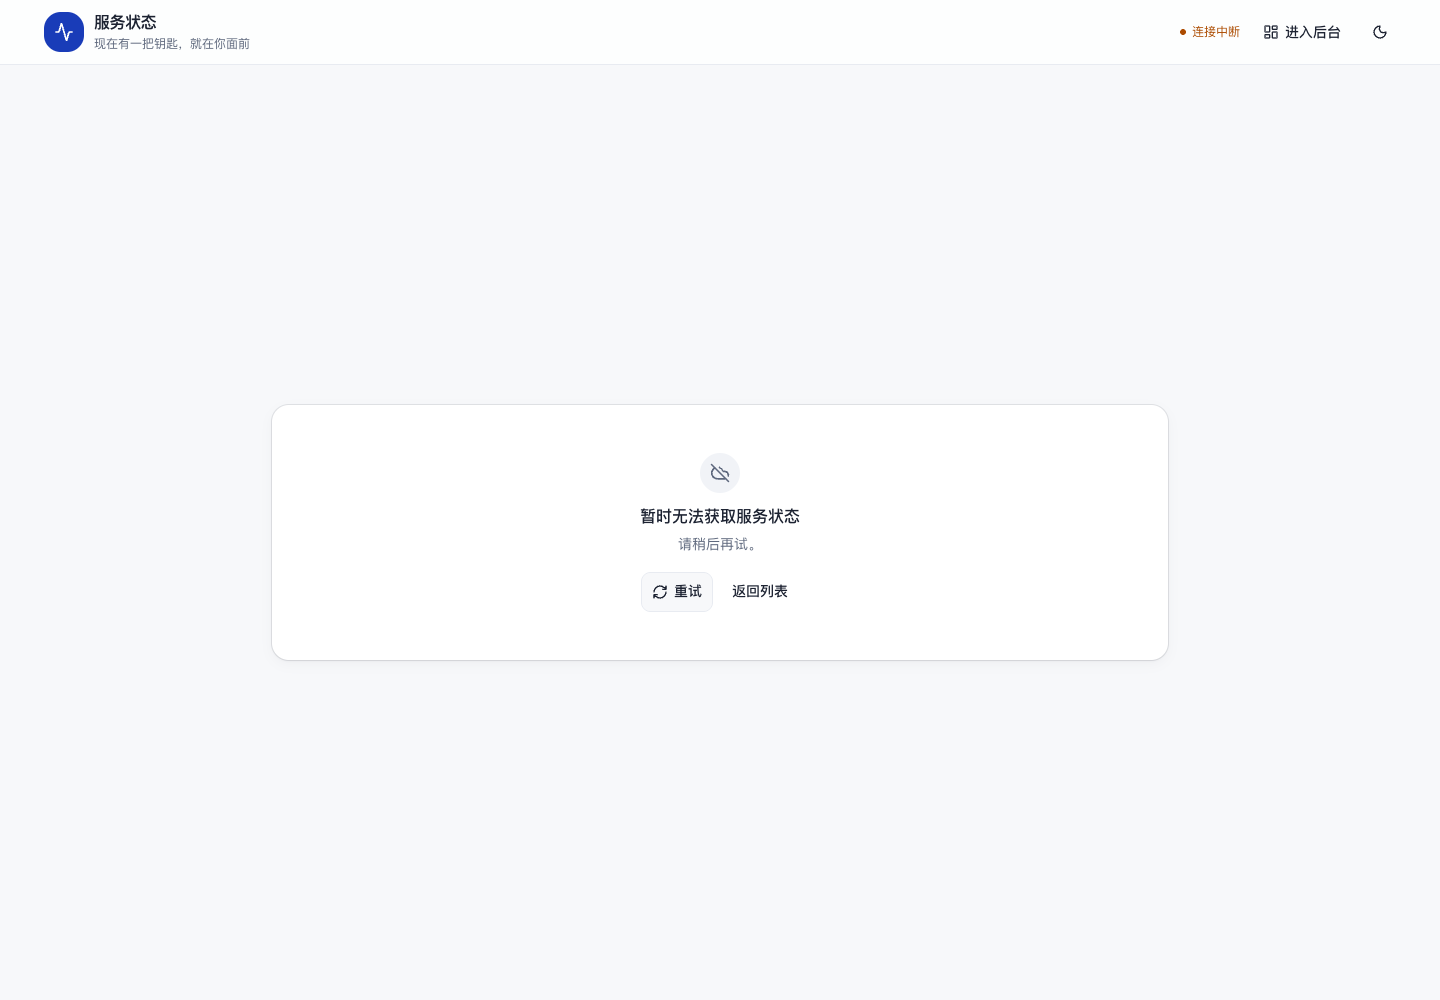 服务状态
现在有一把钥匙，就在你面前
连接中断
进入后台
暂时无法获取服务状态
请稍后再试。
重试
返回列表